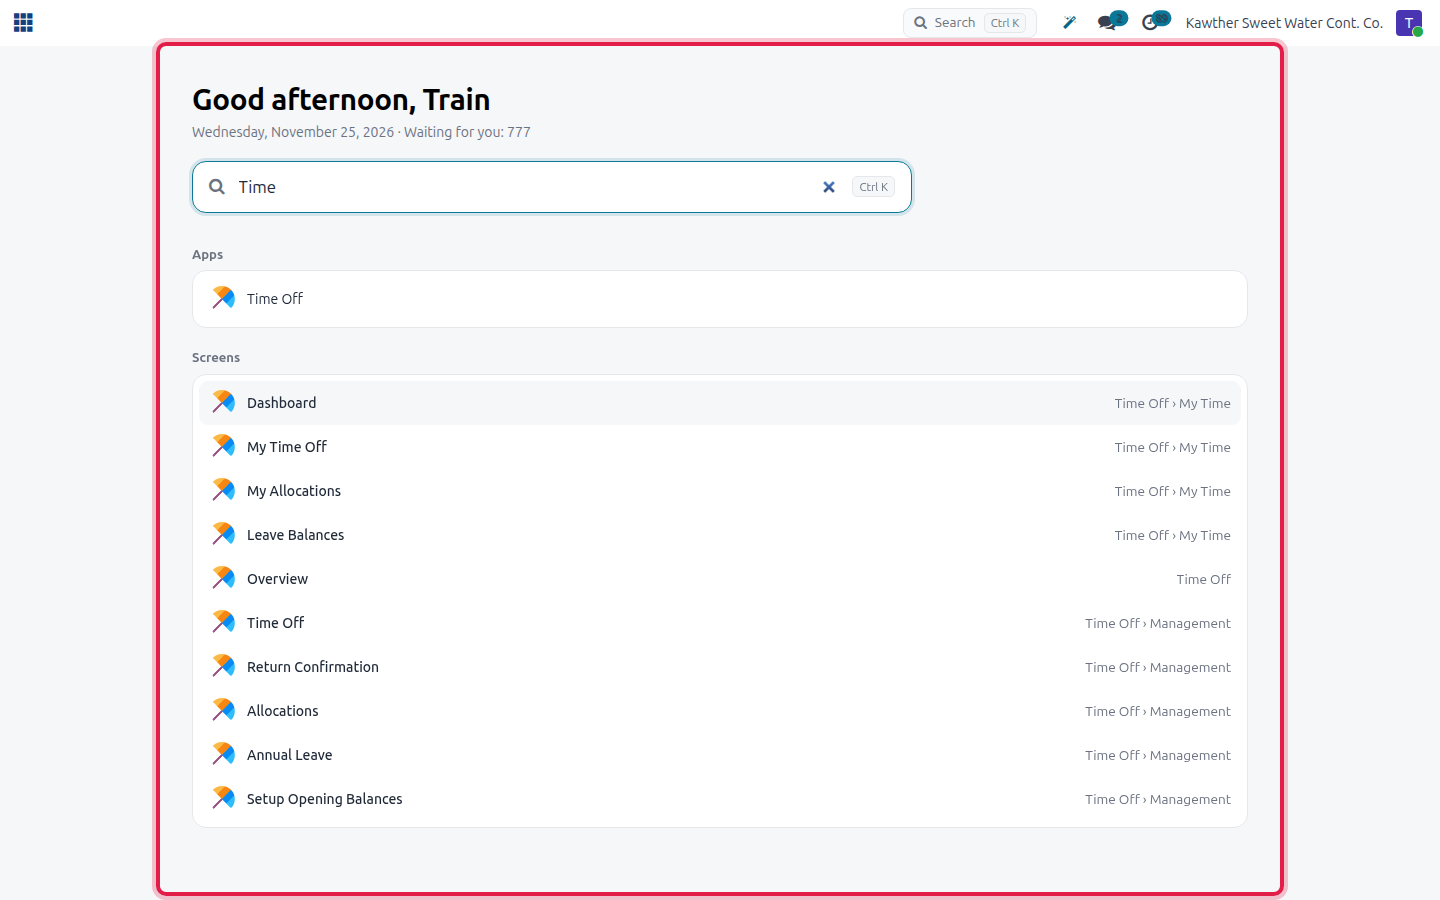 Search Ctrl K 2 Kawther Sweet Water Cont. Co. T
Good afternoon, Train
Wednesday, November 25, 2026 · Waiting for you: 777
Time Ctrl K
Apps
Time Off
Screens
Dashboard Time Off › My Time
My Time Off Time Off › My Time
My Allocations Time Off › My Time
Leave Balances Time Off › My Time
Overview Time Off
Time Off Time Off › Management
Return Confirmation Time Off › Management
Allocations Time Off › Management
Annual Leave Time Off › Management
Setup Opening Balances Time Off › Management